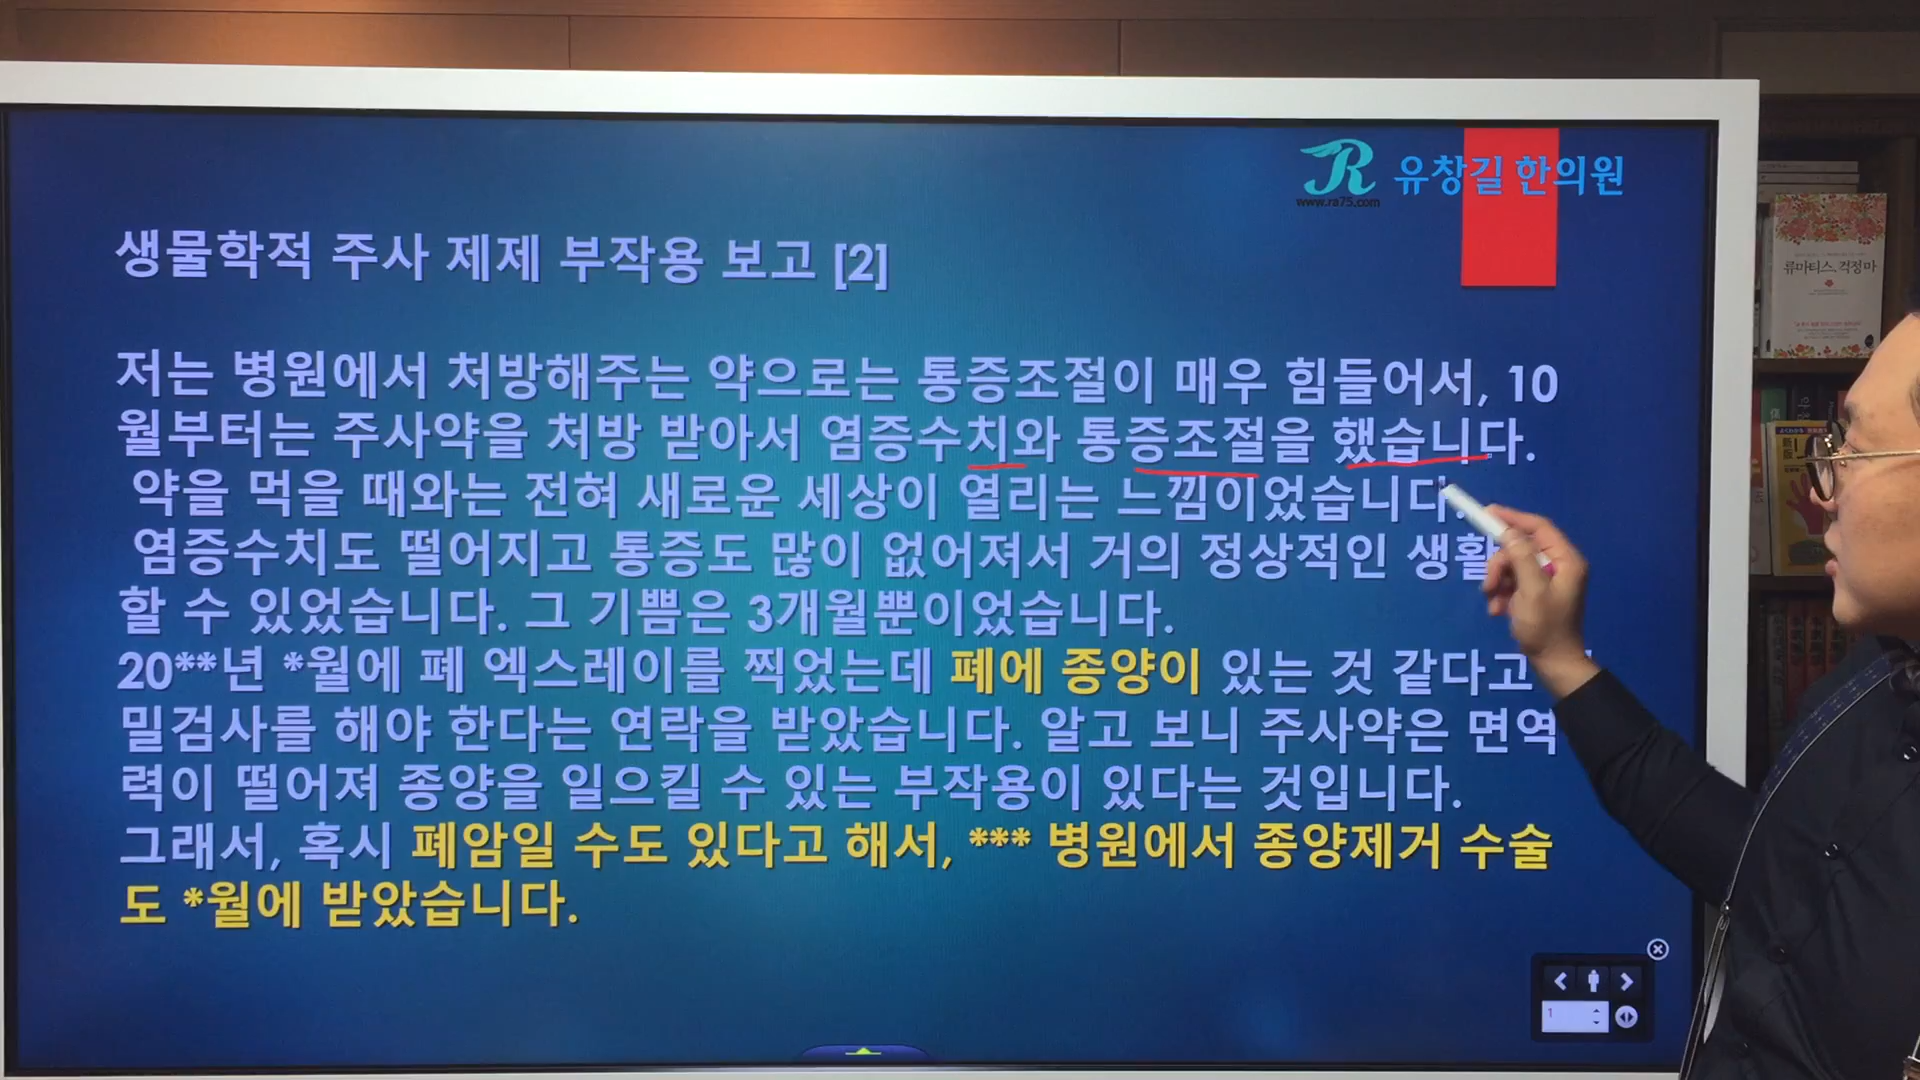 유창길 한의원
www.ra75.com
생물학적 주사 제제 부작용 보고 [2]
저는 병원에서 처방해주는 약으로는 통증조절이 매우 힘들어서, 10
월부터는 주사약을 처방 받아서 염증수치와 통증조절을 했습니다.
약을 먹을 때와는 전혀 새로운 세상이 열리는 느낌이었습니다.
염증수치도 떨어지고 통증도 많이 없어져서 거의 정상적인 생활
할 수 있었습니다. 그 기쁨은 3개월뿐이었습니다.
20**년 *월에 폐 엑스레이를 찍었는데 폐에 종양이 있는 것 같다고
밀검사를 해야 한다는 연락을 받았습니다. 알고 보니 주사약은 면역
력이 떨어져 종양을 일으킬 수 있는 부작용이 있다는 것입니다.
그래서, 혹시 폐암일 수도 있다고 해서, *** 병원에서 종양제거 수술
도 *월에 받았습니다.
1
류마티스, 걱정마